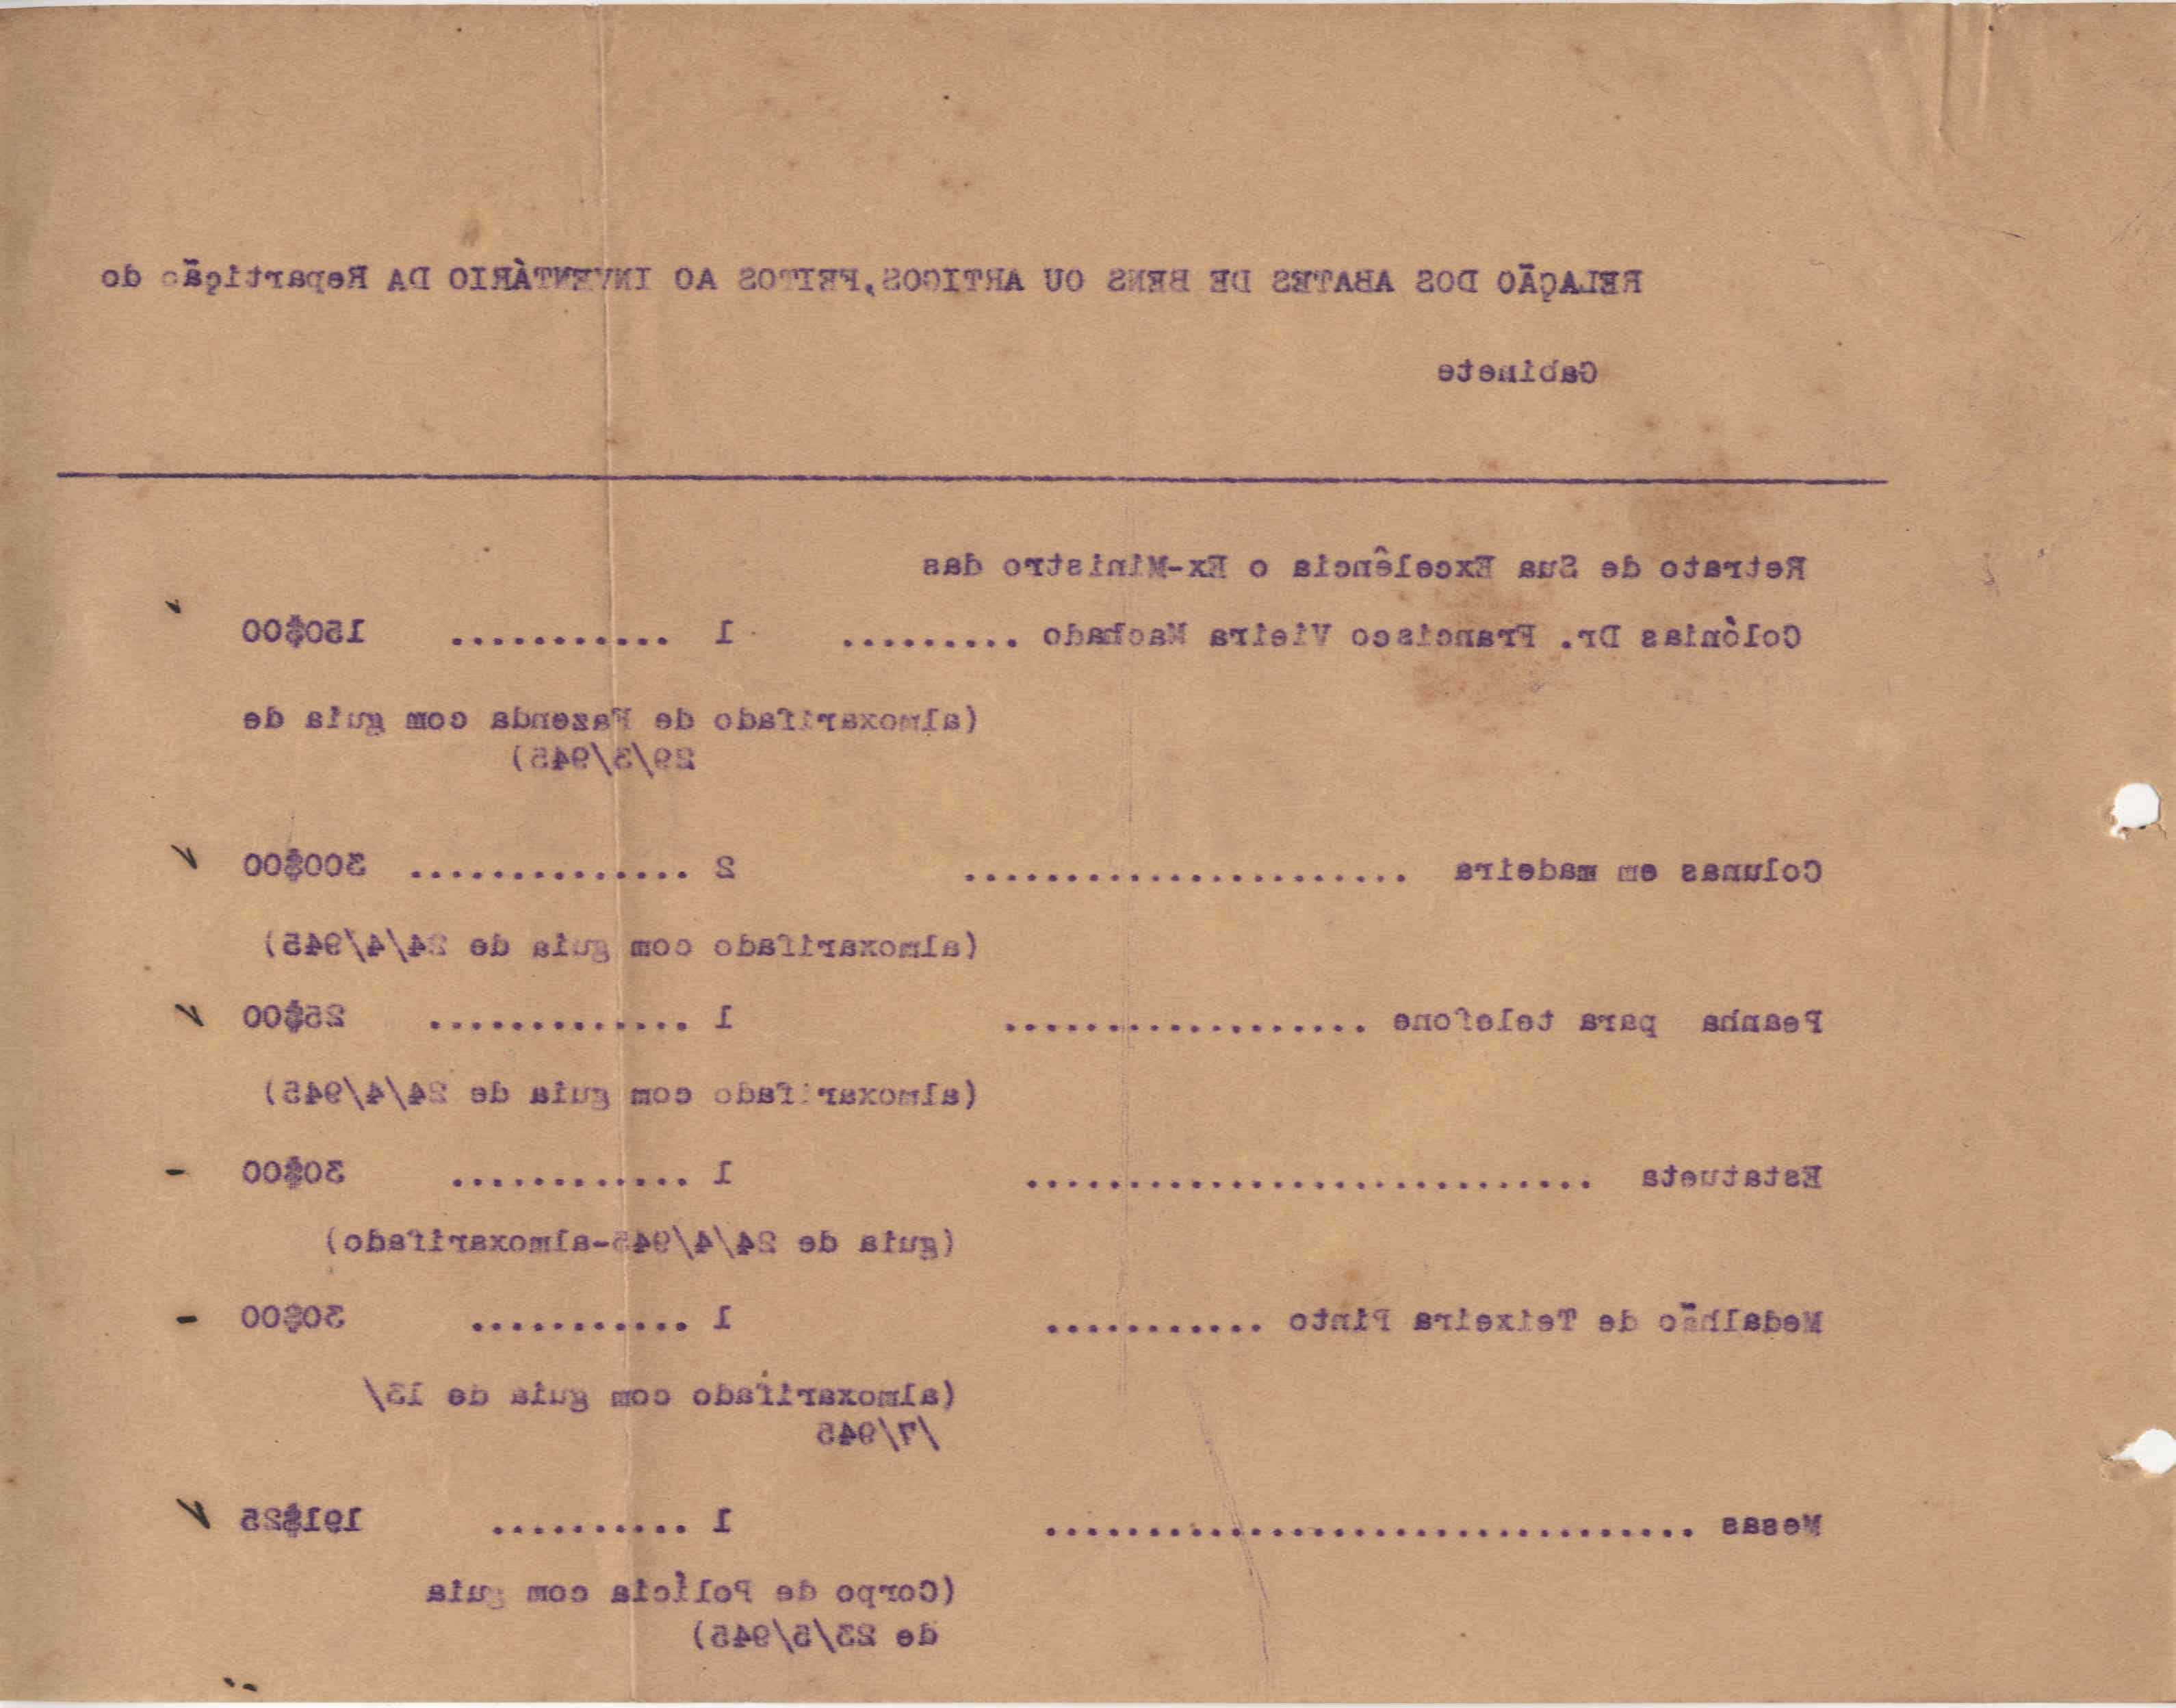 RELAÇÃO DOS ABATES DE BENS OU ARTIGOS,FEITOS AO INVENTÀRIO DA Repartição do
Gabinete
Retrato de Sua Excelência o Ex-Ministro das
Colònias Dr. Francisco Vieira Machado ......... 1 ........... 150$00
(almoxarifado de Fazenda com guia de
29/3/945)
Colunas em madeira ...................... 2 .............. 300$00
(almoxarifado com guia de 24/4/945)
Peanha para telefone .................. 1 ............. 25$00
(almoxarifado com guia de 24/4/945)
Estatueta ............................ 1 ............ 30$00
(guia de 24/4/945-almoxarifado)
Medalhão de Teixeira Pinto ........... 1 ........... 30$00
(almoxarifado com guia de 13/
/7/945
Mesas ................................ 1 .......... 191$25
(Corpo de Polícia com guia
de 23/5/945)